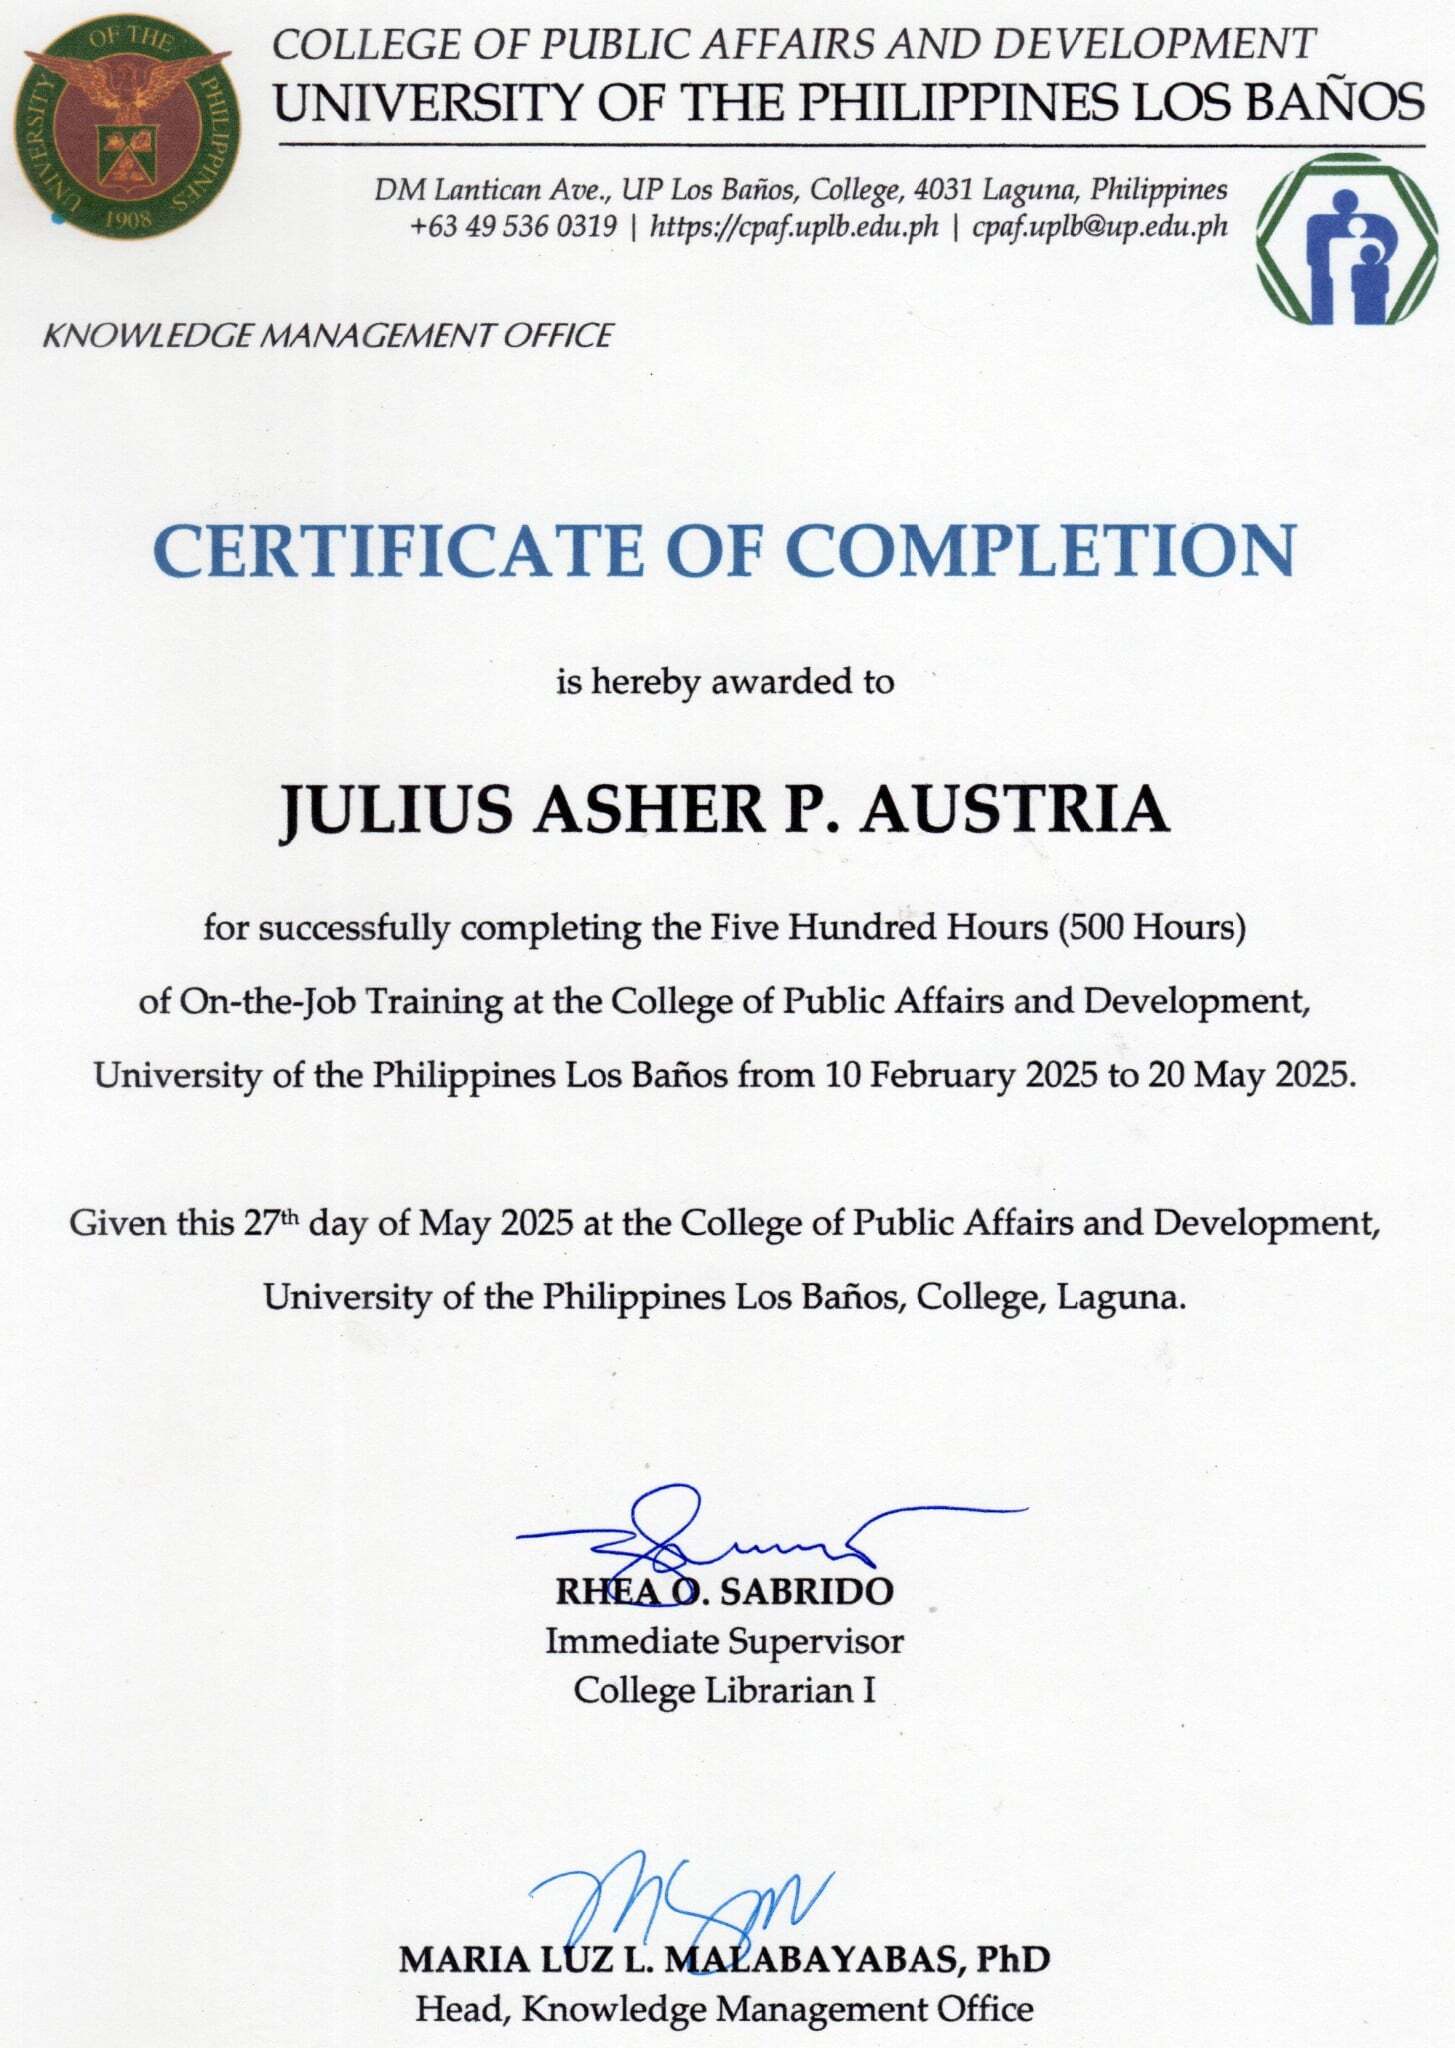 COLLEGE OF PUBLIC AFFAIRS AND DEVELOPMENT
UNIVERSITY OF THE PHILIPPINES LOS BAÑOS
UNIVERSITY OF THE PHILIPPINES
1908
DM Lantican Ave., UP Los Baños, College, 4031 Laguna, Philippines
+63 49 536 0319 | https://cpaf.uplb.edu.ph | cpaf.uplb@up.edu.ph
KNOWLEDGE MANAGEMENT OFFICE
CERTIFICATE OF COMPLETION
is hereby awarded to
JULIUS ASHER P. AUSTRIA
for successfully completing the Five Hundred Hours (500 Hours)
of On-the-Job Training at the College of Public Affairs and Development,
University of the Philippines Los Baños from 10 February 2025 to 20 May 2025.
Given this 27th day of May 2025 at the College of Public Affairs and Development,
University of the Philippines Los Baños, College, Laguna.
RHEA O. SABRIDO
Immediate Supervisor
College Librarian I
MARIA LUZ L. MALABAYABAS, PhD
Head, Knowledge Management Office